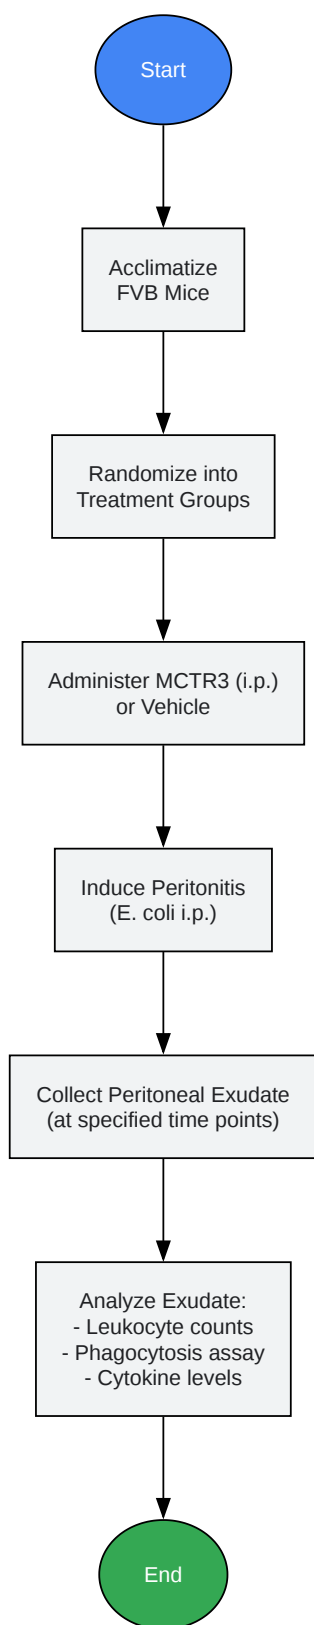 Start
Acclimatize
FVB Mice
Randomize into
Treatment Groups
Administer MCTR3 (i.p.)
or Vehicle
Induce Peritonitis
(E. coli i.p.)
Collect Peritoneal Exudate
(at specified time points)
Analyze Exudate:
- Leukocyte counts
- Phagocytosis assay
- Cytokine levels
End